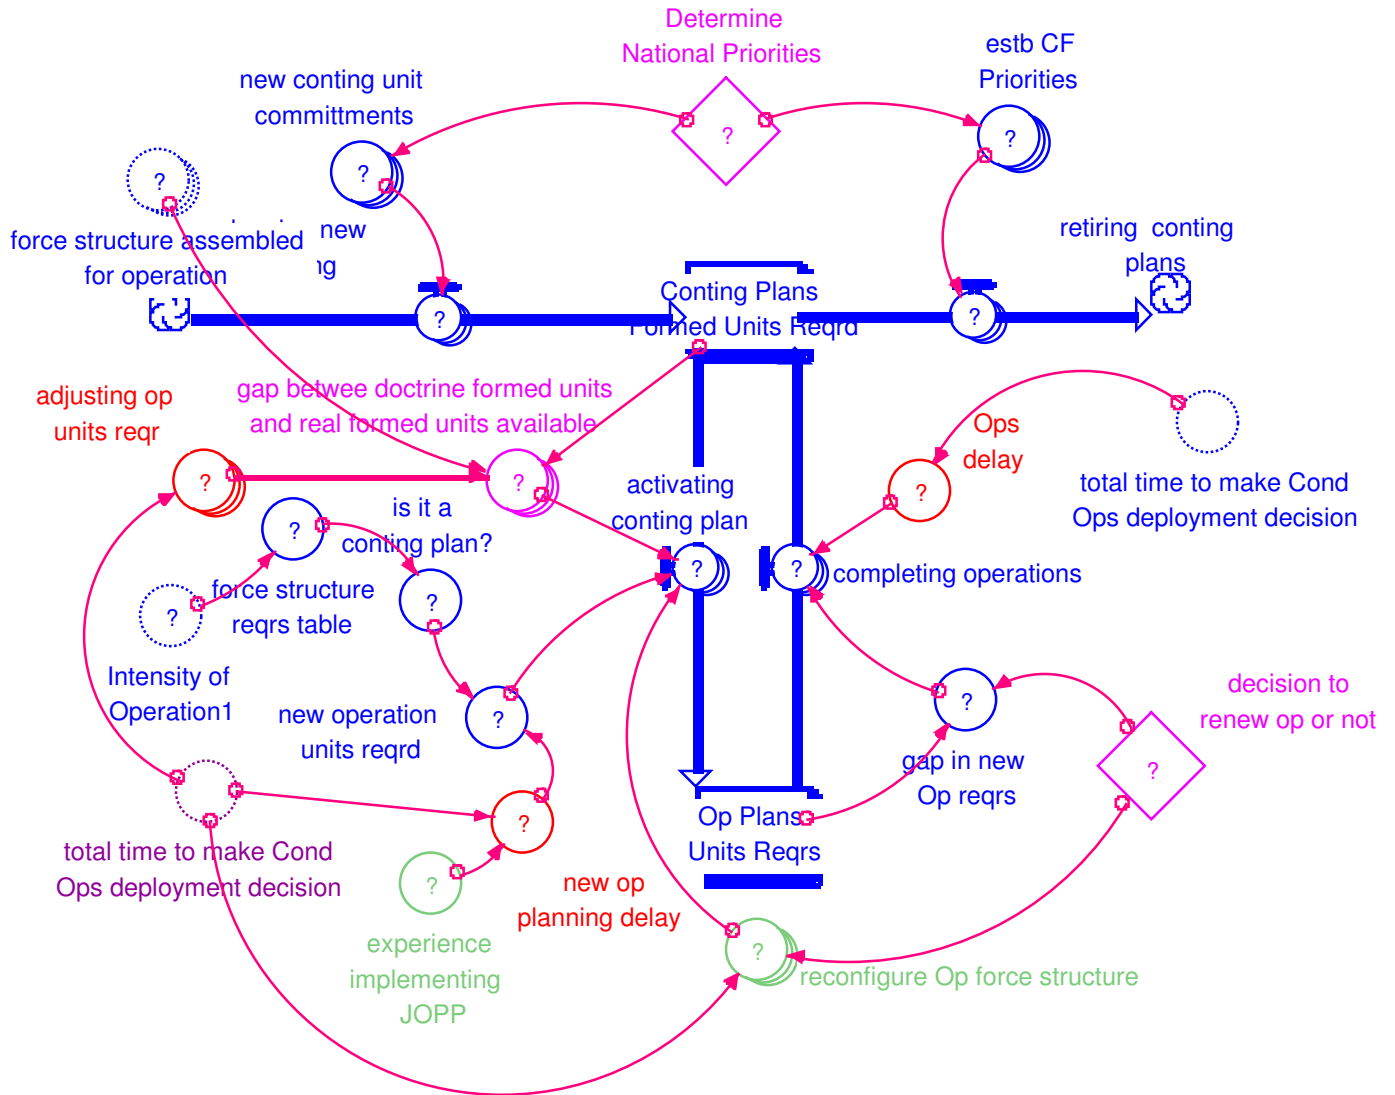 Determine
National Priorities
estb CF
Priorities
new conting unit
committments
?
?
?
?
force structure assembled
for operation
new
ng
retiring  conting
plans
Conting Plans
Formed Units Reqrd
?
?
adjusting op
units reqr
gap betwee doctrine formed units
and real formed units available
Ops
delay
?
?
?
is it a
conting plan?
activating
conting plan
total time to make Cond
Ops deployment decision
?
?
?
completing operations
force structure
reqrs table
?
?
Intensity of
Operation1
new operation
units reqrd
?
?
decision to
renew op or not
gap in new
Op reqrs
?
Op Plans
Units Reqrs
?
total time to make Cond
Ops deployment decision
?
new op
planning delay
experience
implementing
JOPP
?
reconfigure Op force structure